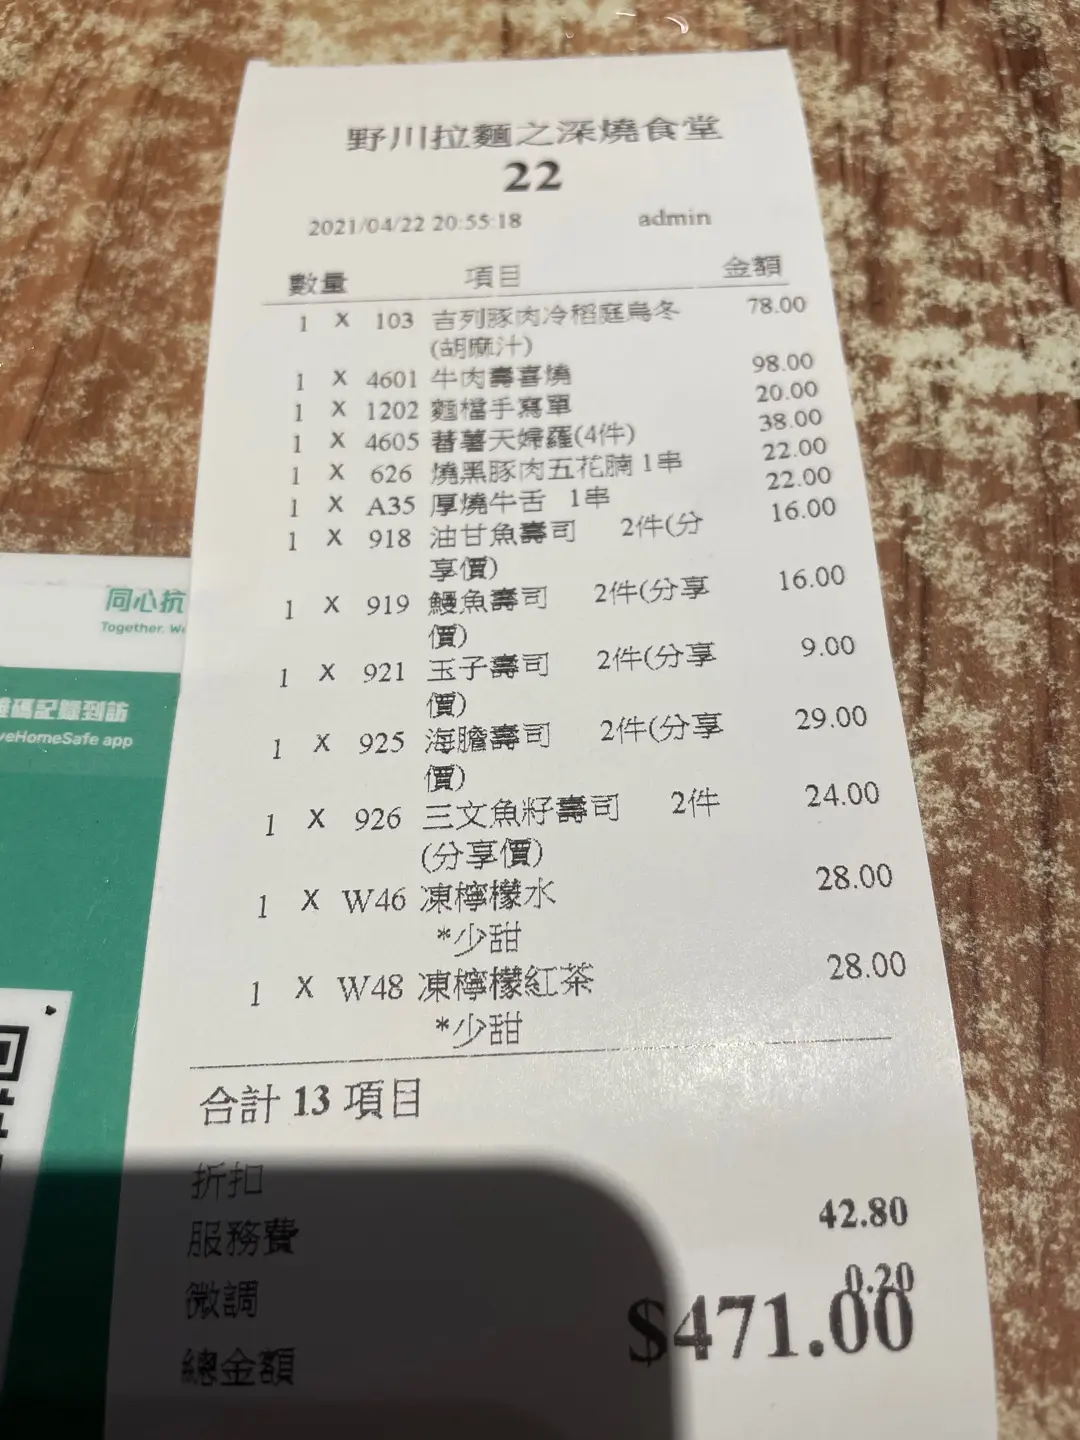 野川拉麵之深燒食堂
22
2021/04/22 20:55:18 admin
數量 項目 金額
1 X 103 吉列豚肉冷稻庭烏冬 78.00
(胡麻汁)
1 X 4601 牛肉壽喜燒 98.00
1 X 1202 麵檔手寫單 20.00
1 X 4605 蕃薯天婦羅(4件) 38.00
1 X 626 燒黑豚肉五花腩 1串 22.00
1 X A35 厚燒牛舌 1串 22.00
1 X 918 油甘魚壽司 2件(分 16.00
享價)
1 X 919 鰻魚壽司 2件(分享 16.00
價)
1 X 921 玉子壽司 2件(分享 9.00
價)
1 X 925 海膽壽司 2件(分享 29.00
價)
1 X 926 三文魚籽壽司 2件 24.00
(分享價)
1 X W46 凍檸檬水 28.00
*少甜
1 X W48 凍檸檬紅茶 28.00
*少甜
合計 13 項目
折扣
服務費 42.80
微調 0.20
總金額 $471.00
同心抗
Together, We
碼記錄到訪
veHomeSafe app